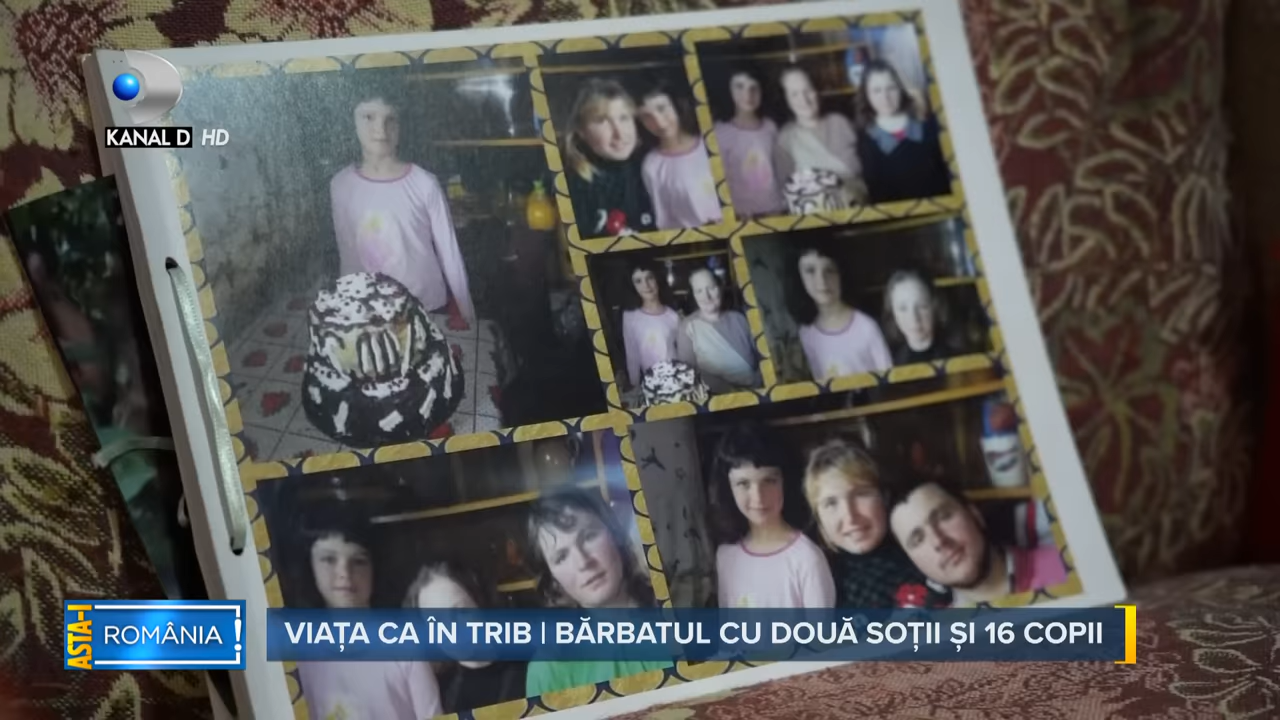 KANAL D HD
ASTA-I ROMÂNIA!
VIAȚA CA ÎN TRIB | BĂRBATUL CU DOUĂ SOȚII ȘI 16 COPII